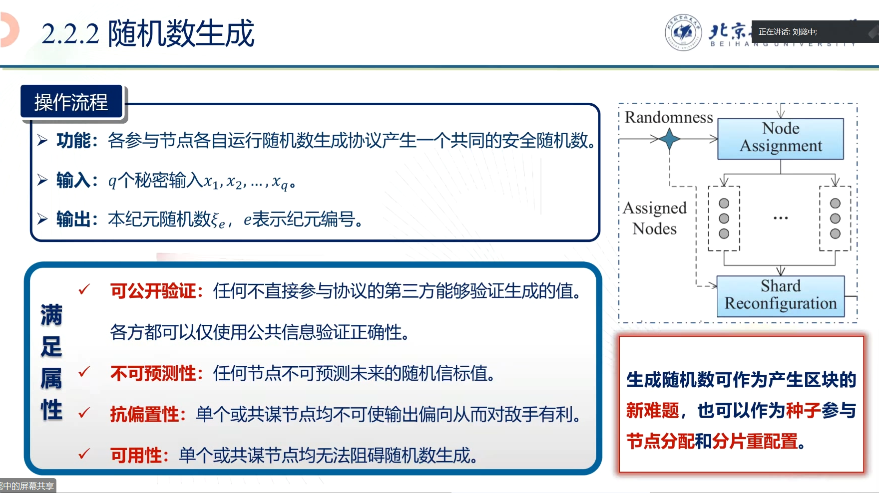 2.2.2 随机数生成
北京
BEIHANG UNIVERSITY
正在讲话: 刘懿中;
操作流程
➢ 功能：各参与节点各自运行随机数生成协议产生一个共同的安全随机数。
➢ 输入：q个秘密输入x₁, x₂, …, x_q。
➢ 输出：本纪元随机数ξₑ，e表示纪元编号。
满足属性
✓ 可公开验证：任何不直接参与协议的第三方能够验证生成的值。
各方都可以仅使用公共信息验证正确性。
✓ 不可预测性：任何节点不可预测未来的随机信标值。
✓ 抗偏置性：单个或共谋节点均不可使输出偏向从而对敌手有利。
✓ 可用性：单个或共谋节点均无法阻碍随机数生成。
Randomness
Node
Assignment
Assigned
Nodes
...
Shard
Reconfiguration
生成随机数可作为产生区块的
新难题，也可以作为种子参与
节点分配和分片重配置。
中的屏幕共享